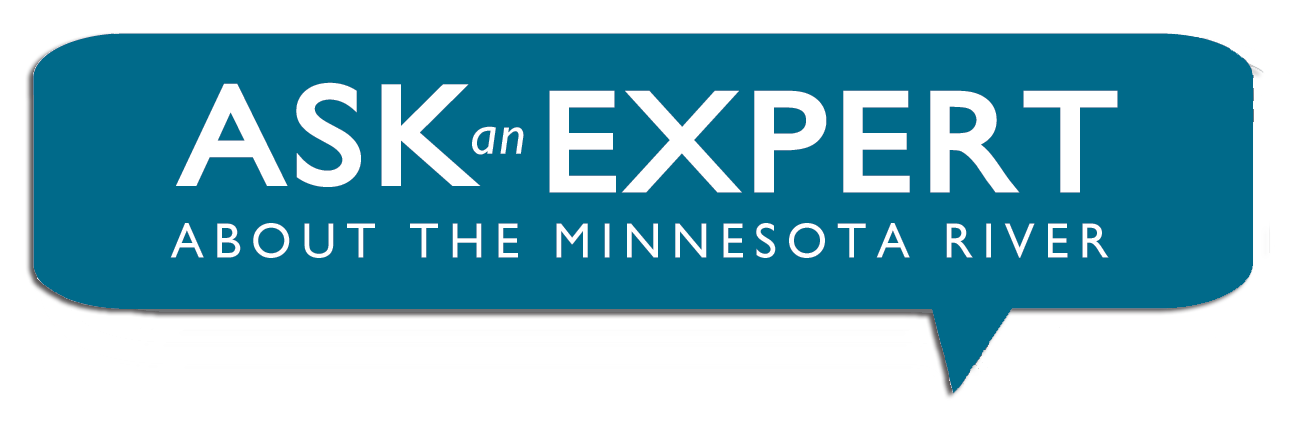 ASK an EXPERT
ABOUT THE MINNESOTA RIVER